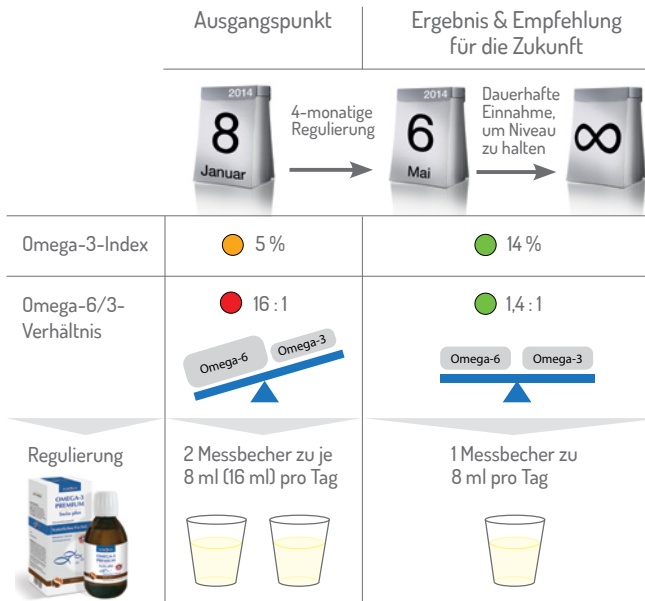 Ausgangspunkt
Ergebnis & Empfehlung
für die Zukunft
2014
8
Januar
4-monatige
Regulierung
2014
6
Mai
Dauerhafte
Einnahme,
um Niveau
zu halten
∞
Omega-3-Index
5 %
14 %
Omega-6/3-
Verhältnis
16 : 1
1,4 : 1
Omega-6
Omega-3
Omega-6
Omega-3
Regulierung
2 Messbecher zu je
8 ml (16 ml) pro Tag
1 Messbecher zu
8 ml pro Tag
OMEGA-3
PREMIUM
OMEGA-3
PREMIUM